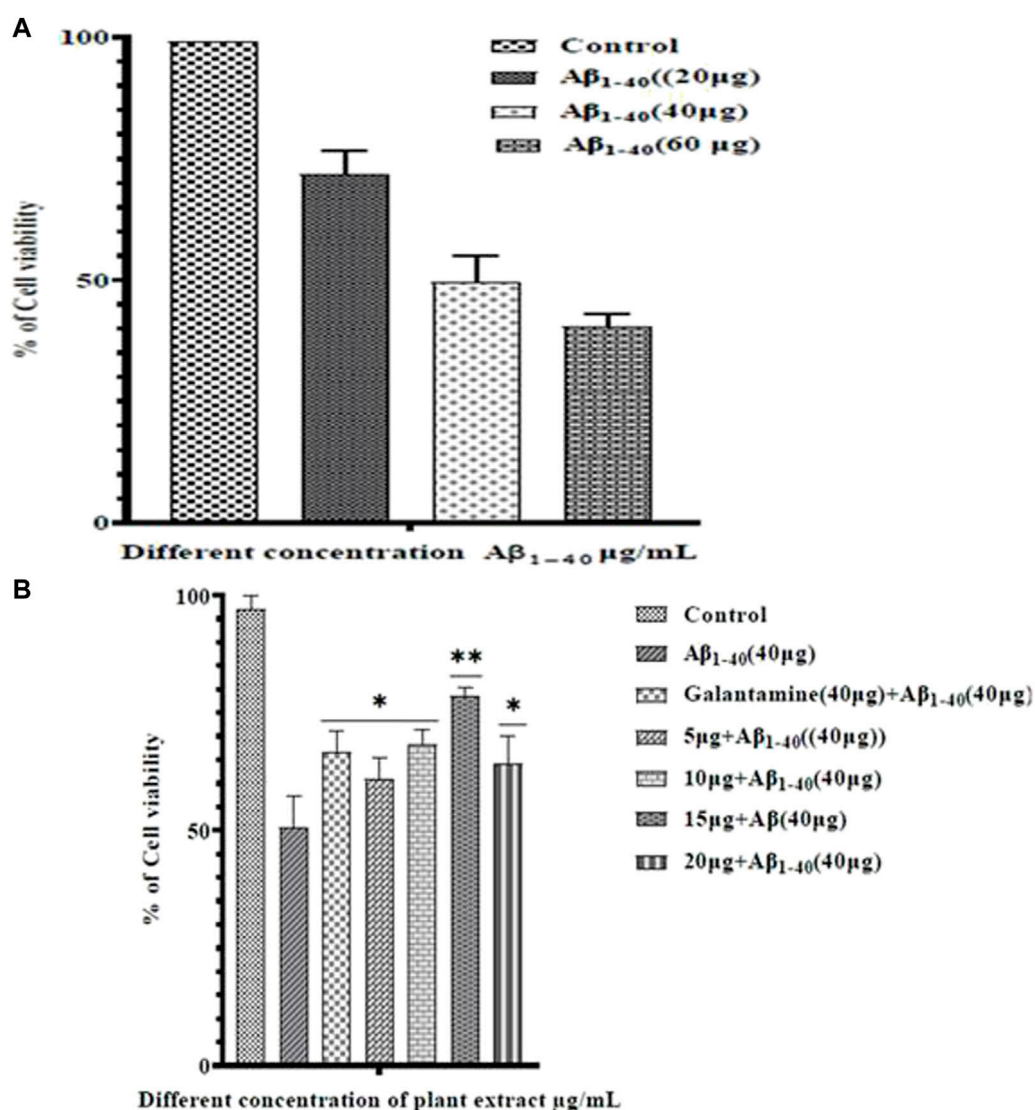 A
100
50
0
% of Cell viability
Control
Aβ1-40((20µg)
Aβ1-40(40µg)
Aβ1-40(60 µg)
Different concentration Aβ1-40 µg/mL
B
100
50
0
% of Cell viability
*
**
*
Control
Aβ1-40(40µg)
Galantamine(40µg)+Aβ1-40(40µg)
5µg+Aβ1-40((40µg))
10µg+Aβ1-40(40µg)
15µg+Aβ(40µg)
20µg+Aβ1-40(40µg)
Different concentration of plant extract µg/mL